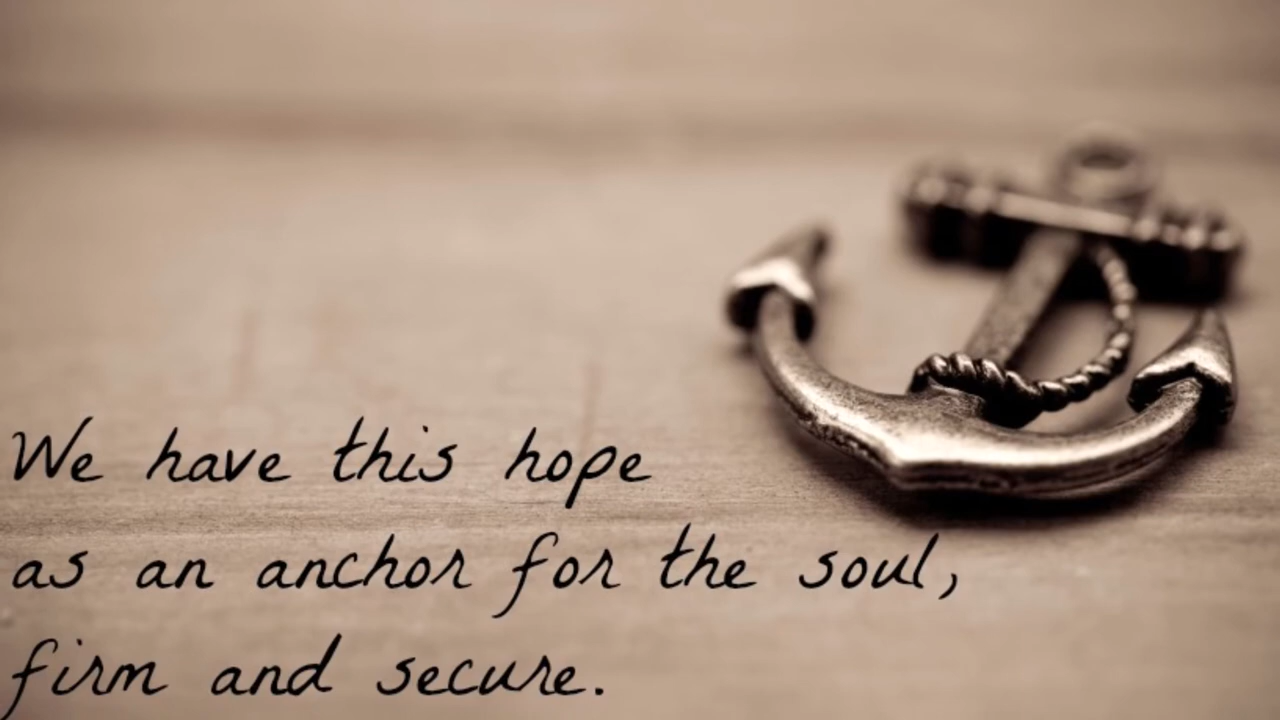 We have this hope
as an anchor for the soul,
firm and secure.